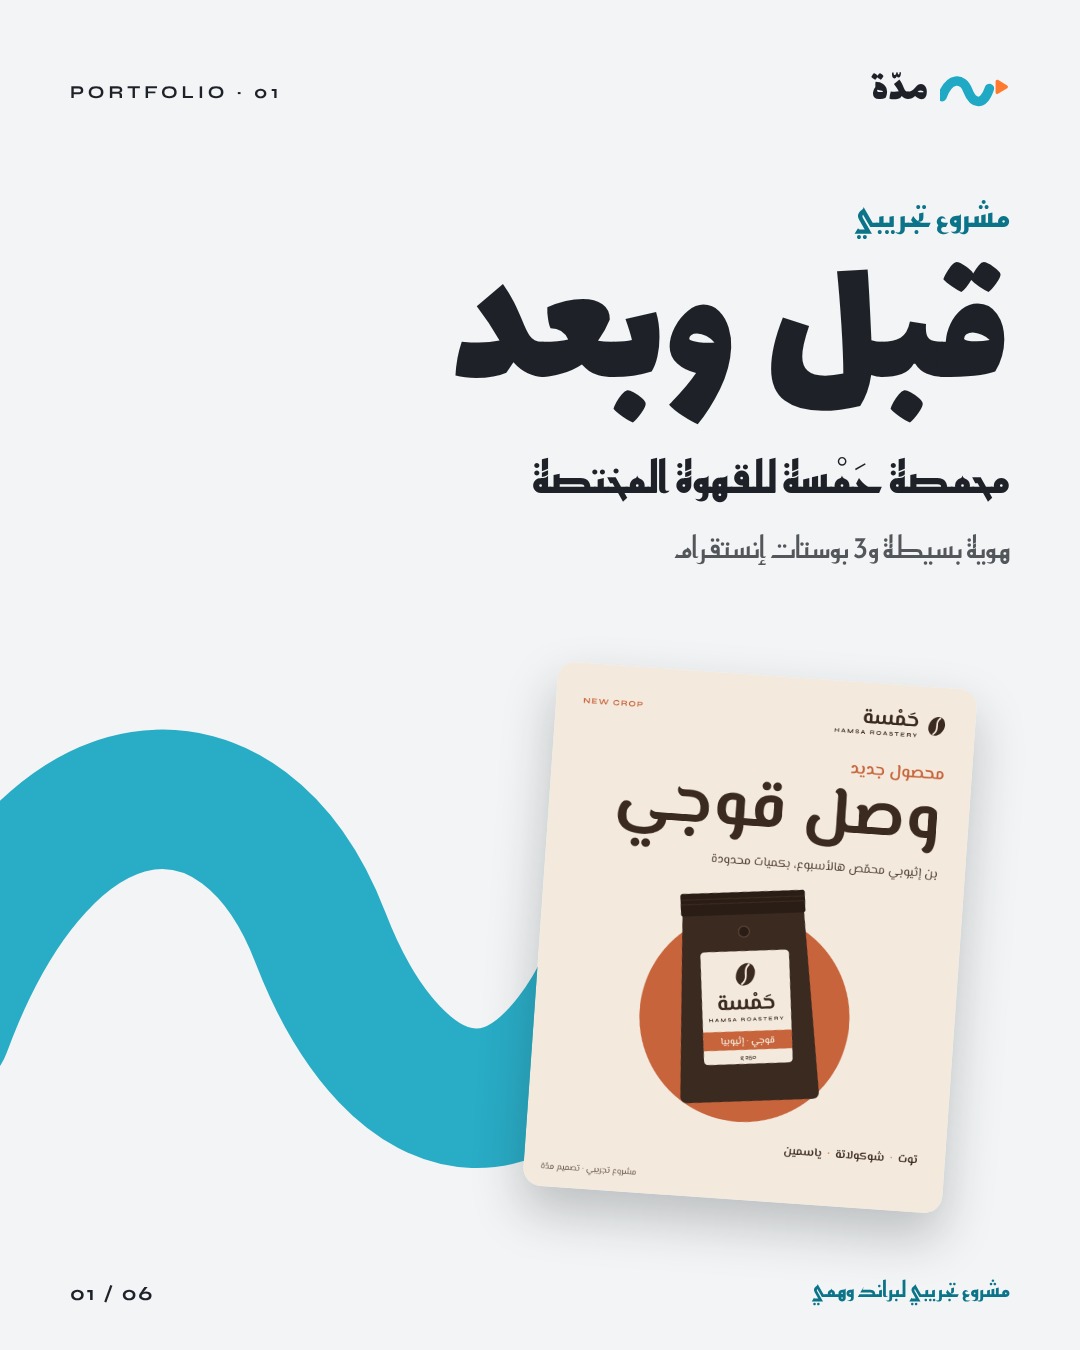 مدّة
PORTFOLIO · 01
مشروع تجريبي
قبل وبعد
محمصة حَمْسة للقهوة المختصة
هوية بسيطة و3 بوستات إنستقرام
حَمْسة
HAMSA ROASTERY
NEW CROP
محصول جديد
وصل قوجي
بن إثيوبي محمّص هالأسبوع، بكميات محدودة
حَمْسة
HAMSA ROASTERY
قوجي · إثيوبيا
250 g
توت · شوكولاتة · ياسمين
مشروع تجريبي · تصميم مدّة
مشروع تجريبي لبراند وهمي
01 / 06